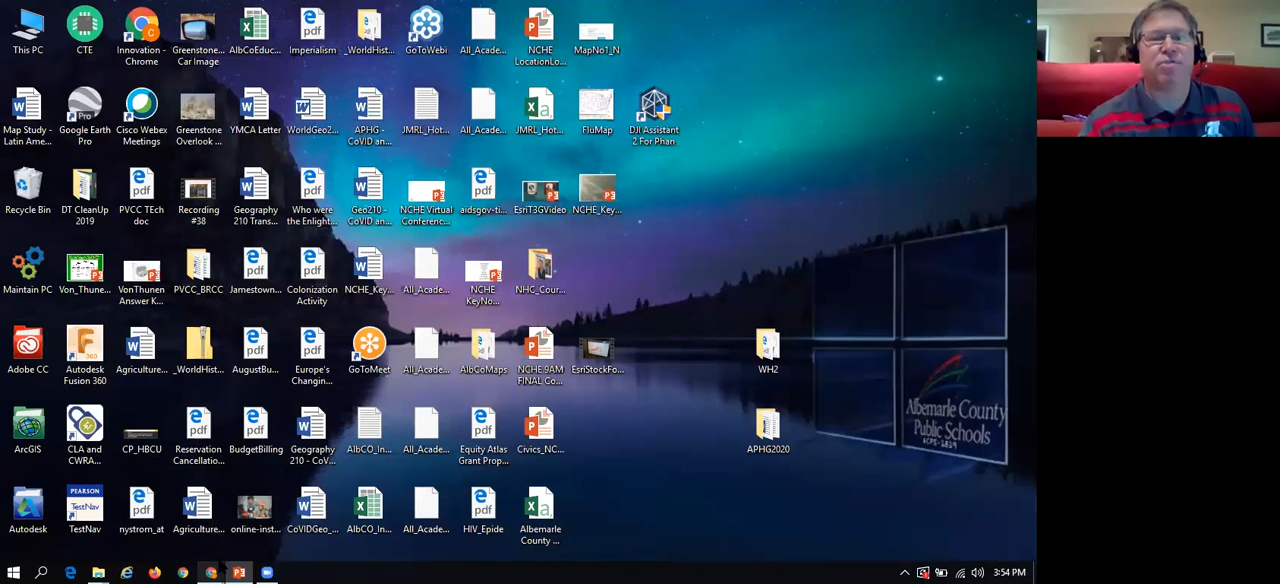 This PC
CTE
Innovation -
Chrome
Greenstone...
Car Image
AlbCoEduc...
Imperialism
_WorldHist...
GoToWebi
All_Acade...
NCHE
LocationLo...
MapNo1_N
Map Study -
Latin Ame...
Google Earth
Pro
Cisco Webex
Meetings
Greenstone
Overlook ...
YMCA Letter
WorldGeo2...
APHG -
CoVID an...
JMRL_Hot...
All_Acade...
JMRL_Hot...
FluMap
DJI Assistant
2 For Phan
Recycle Bin
DT CleanUp
2019
PVCC TEch
doc
Recording
#38
Geography
210 Trans...
Who were
the Enlight...
Geo210 -
CoVID an...
NCHE Virtual
Conferenc...
aidsgov-ti...
EsriT3GVideo
NCHE_Key...
Maintain PC
Von_Thune...
VonThunen
Answer K...
PVCC_BRCC
Jamestown...
Colonization
Activity
NCHE_Key...
All_Acade...
NCHE
KeyNo...
NHC_Cour...
Adobe CC
Autodesk
Fusion 360
Agriculture...
_WorldHis...
AugustBu...
Europe's
Changin...
GoToMeet
All_Acade...
AlbCoMaps
NCHE.9AM
FINAL Co...
EsriStockFo...
WH2
ArcGIS
CLA and
CWRA...
CP_HBCU
Reservation
Cancellatio...
BudgetBilling
Geography
210 - CoV...
AlbCO_In...
All_Acade...
Equity Atlas
Grant Prop...
Civics_NC...
APHG2020
Albemarle County
Public Schools
ACPS-2019
Autodesk
PEARSON
TestNav
TestNav
nystrom_at
Agriculture...
online-inst...
CoVIDGeo_...
AlbCO_In...
All_Acade...
HIV_Epide
Albemarle
County ...
3:54 PM